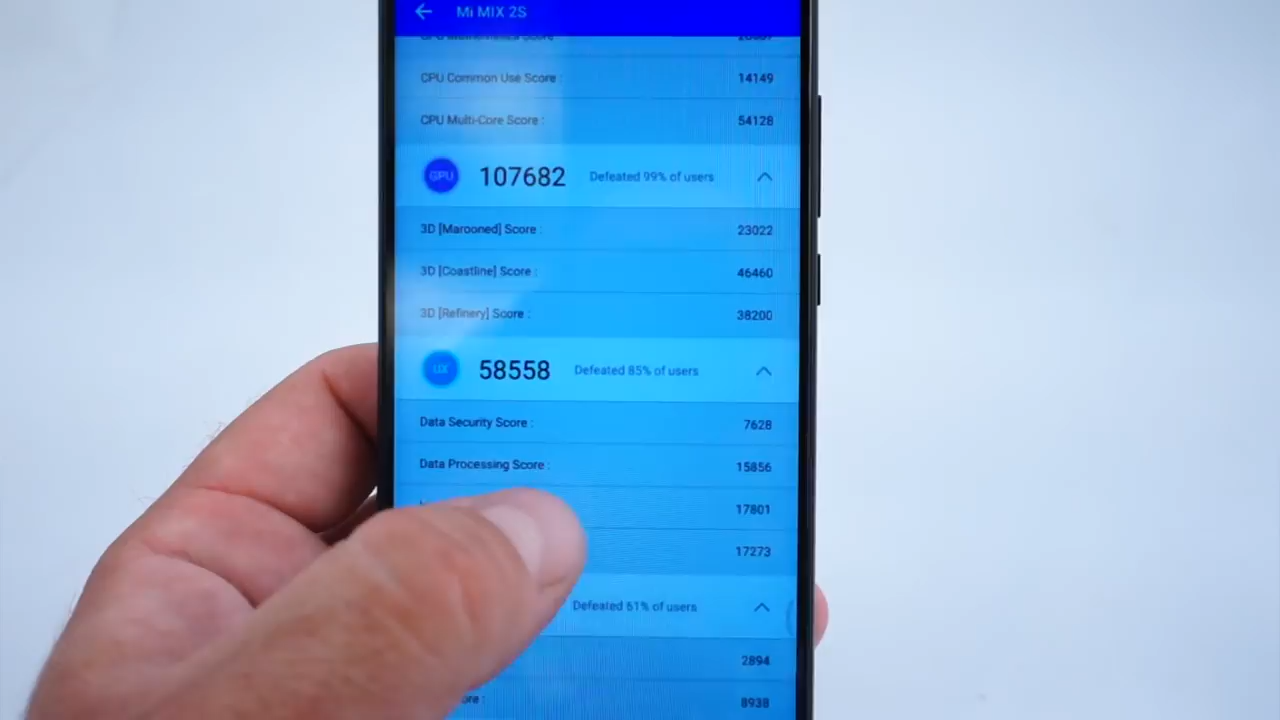 Mi MIX 2S
CPU Common Use Score : 14149
CPU Multi-Core Score : 54128
GPU 107682 Defeated 99% of users
3D [Marooned] Score : 23022
3D [Coastline] Score : 46460
3D [Refinery] Score : 38200
UX 58558 Defeated 85% of users
Data Security Score : 7628
Data Processing Score : 15856
17801
17273
Defeated 61% of users
2894
8938